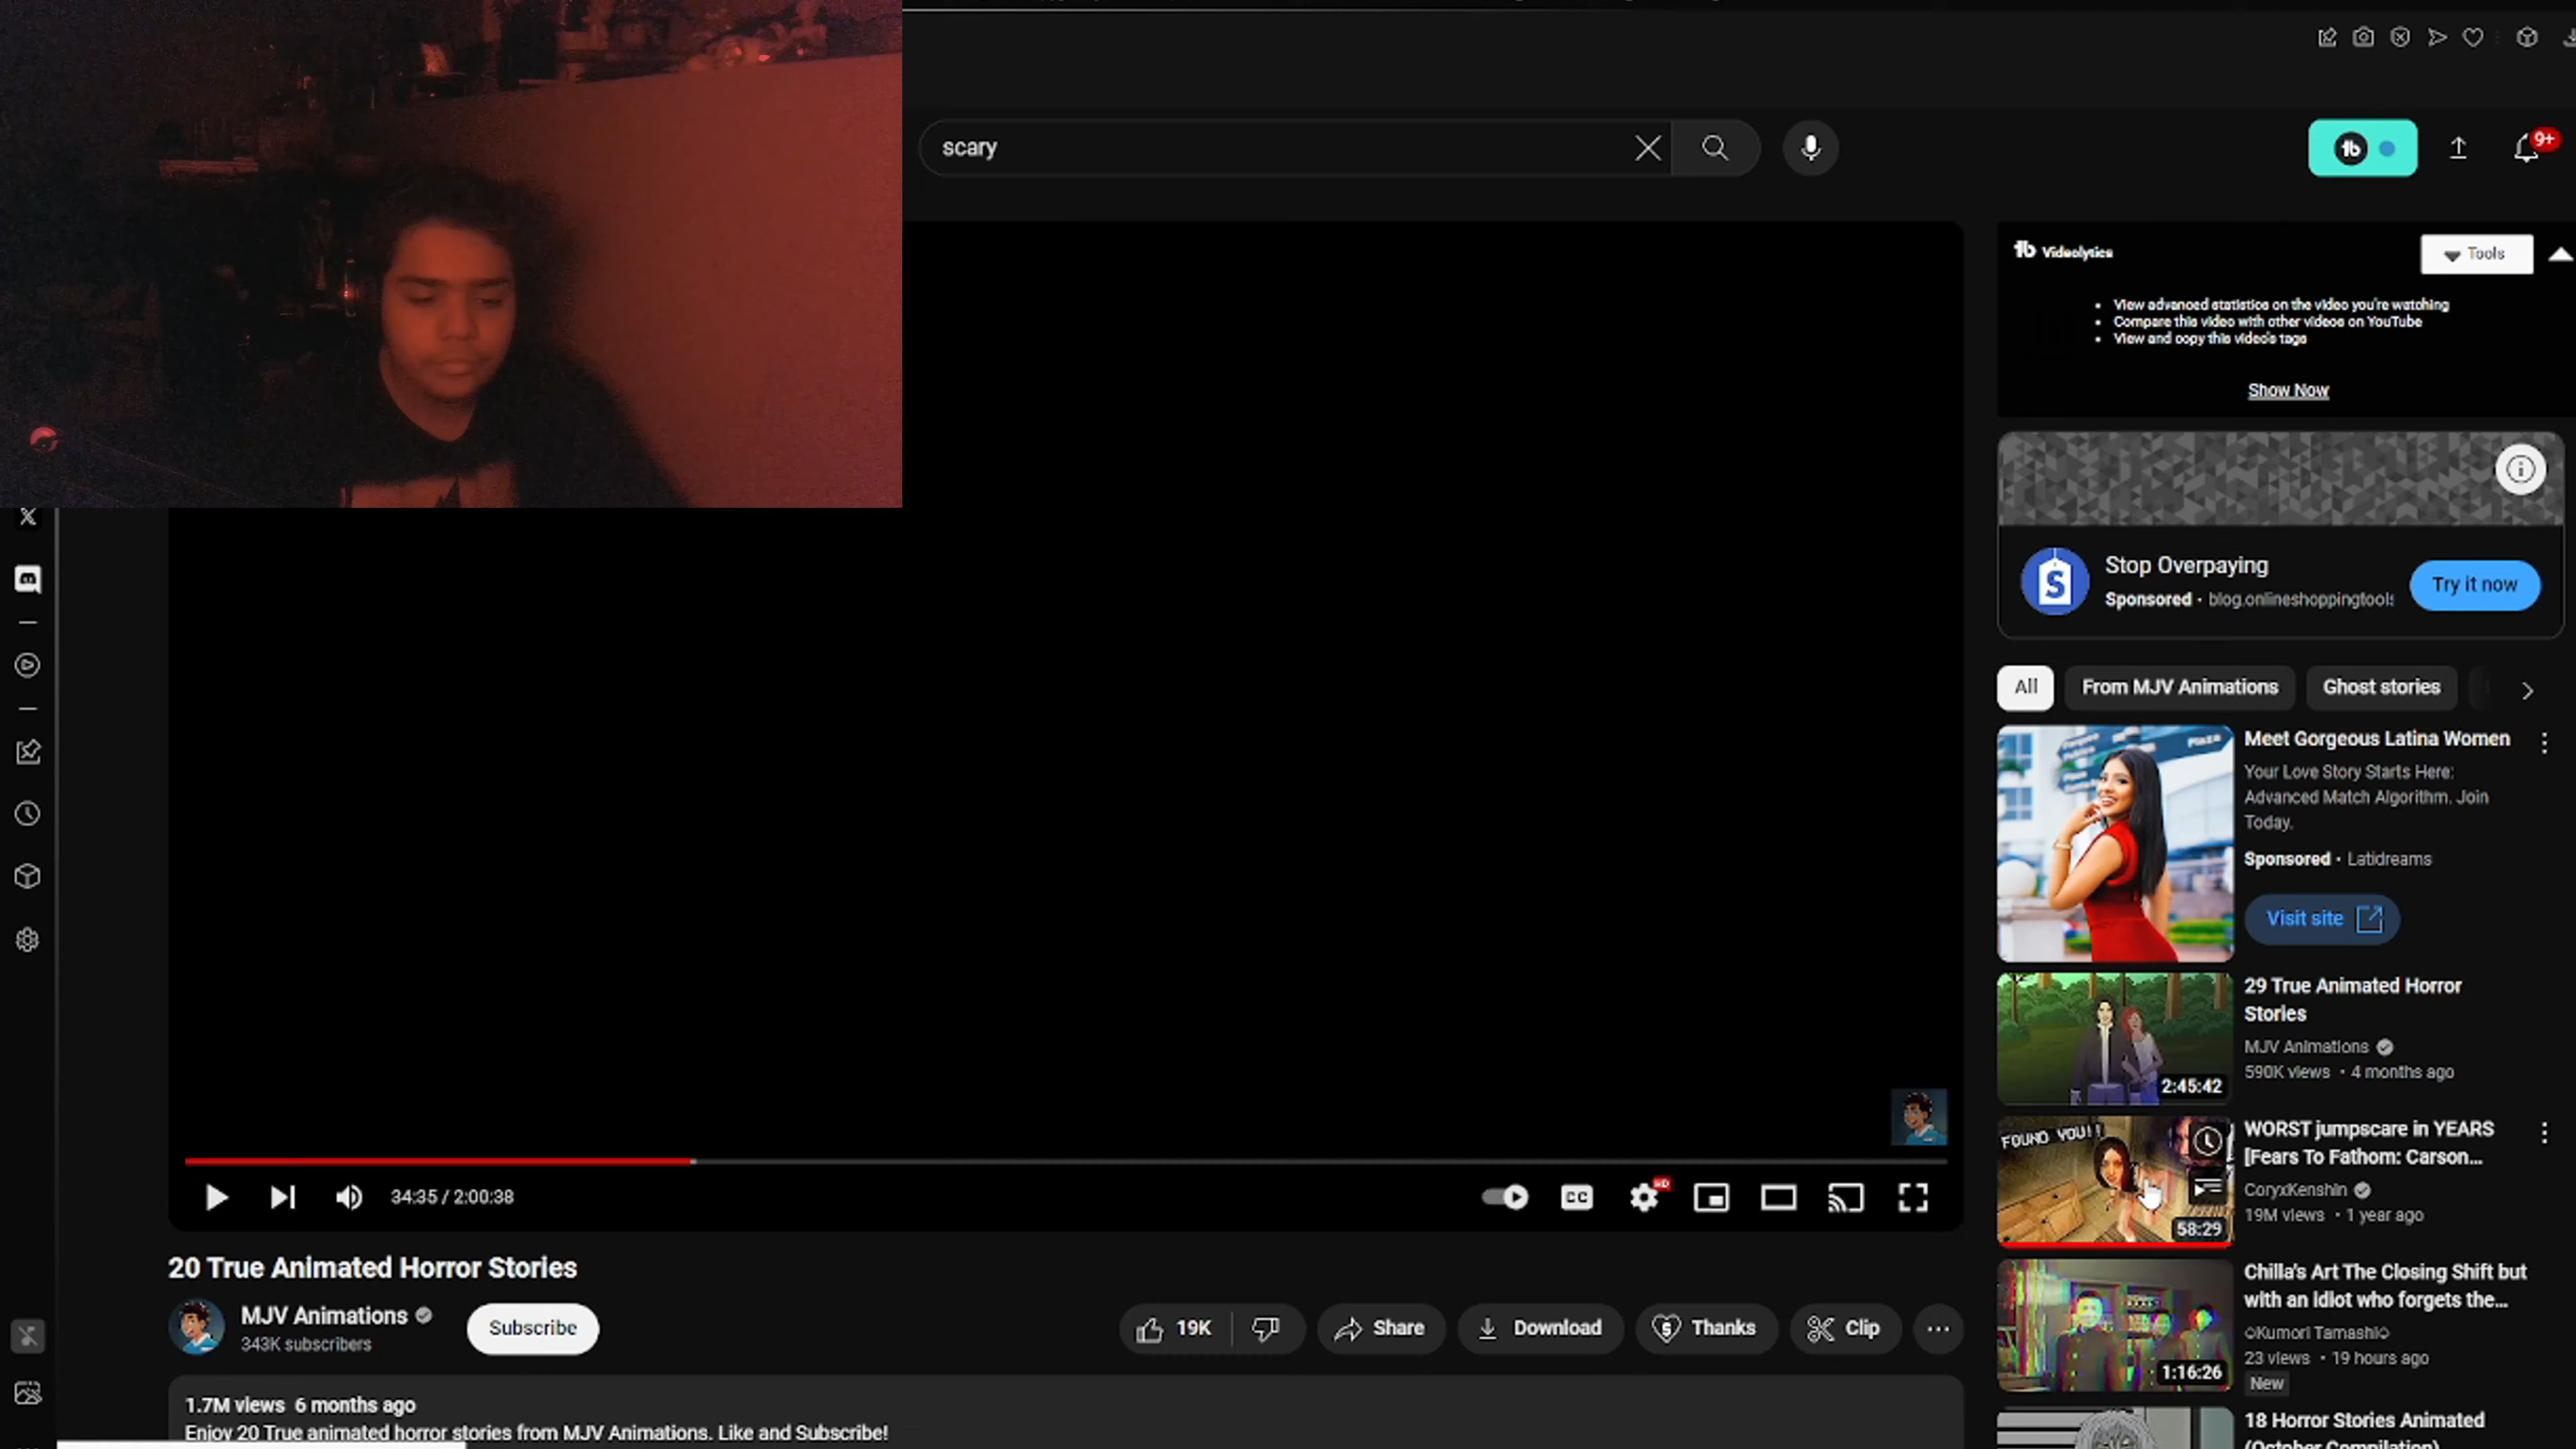 scary
9+
Videolytics
Tools
View advanced statistics on the video you're watching
Compare this video with other videos on YouTube
View and copy this video's tags
Show Now
Stop Overpaying
Sponsored · blog.onlineshoppingtools
Try it now
All
From MJV Animations
Ghost stories
Meet Gorgeous Latina Women
Your Love Story Starts Here:
Advanced Match Algorithm. Join
Today.
Sponsored · Latidreams
Visit site
29 True Animated Horror
Stories
MJV Animations
590K views · 4 months ago
2:45:42
FOUND YOU!!
WORST jumpscare in YEARS
[Fears To Fathom: Carson...
CoryxKenshin
19M views · 1 year ago
58:29
Chilla's Art The Closing Shift but
with an idiot who forgets the...
◇Kumori Tamashi◇
23 views · 19 hours ago
New
1:16:26
18 Horror Stories Animated
(October Compilation)
34:35 / 2:00:38
CC
HD
20 True Animated Horror Stories
MJV Animations
343K subscribers
Subscribe
19K
Share
Download
Thanks
Clip
1.7M views 6 months ago
Enjoy 20 True animated horror stories from MJV Animations. Like and Subscribe!